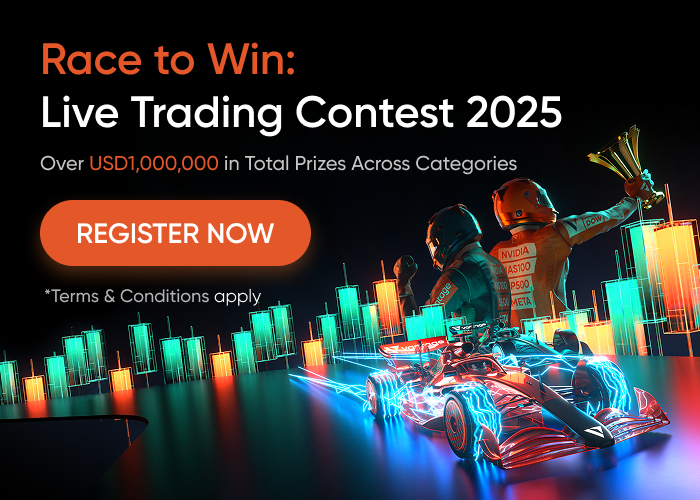 Race to Win:
Live Trading Contest 2025
Over USD1,000,000 in Total Prizes Across Categories
REGISTER NOW
*Terms & Conditions apply
DOW
NVIDIA
NAS100
SP500
META
vantage